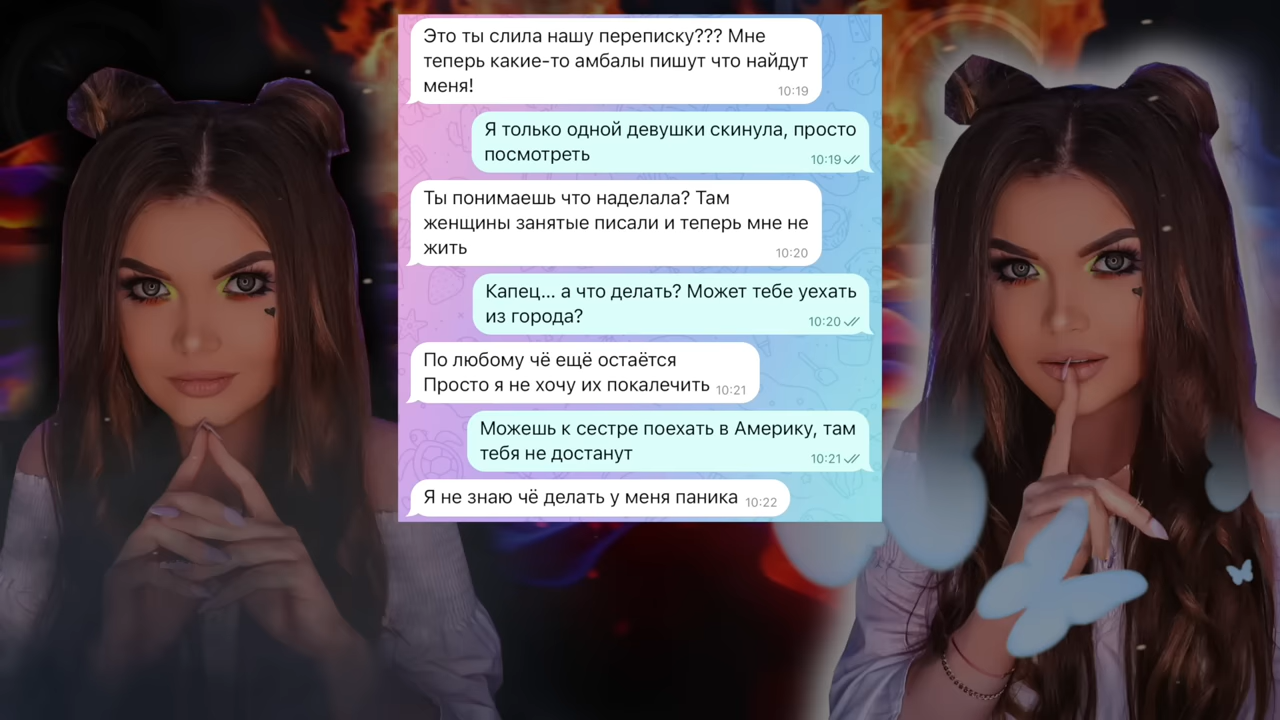 Это ты слила нашу переписку??? Мне
теперь какие-то амбалы пишут что найдут
меня!
10:19
Я только одной девушки скинула, просто
посмотреть
10:19
Ты понимаешь что наделала? Там
женщины занятые писали и теперь мне не
жить
10:20
Капец... а что делать? Может тебе уехать
из города?
10:20
По любому чё ещё остаётся
Просто я не хочу их покалечить 10:21
Можешь к сестре поехать в Америку, там
тебя не достанут
10:21
Я не знаю чё делать у меня паника 10:22